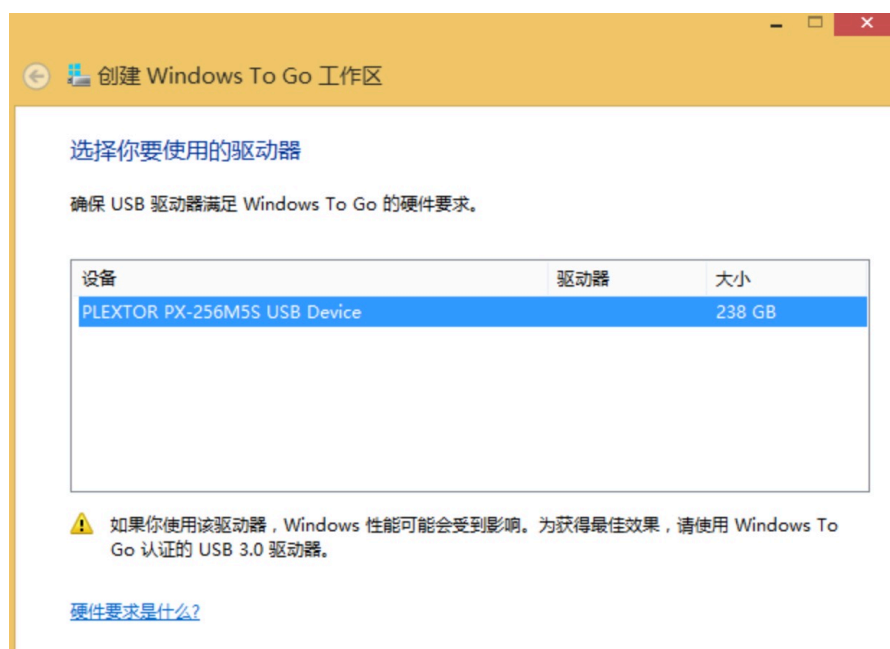 创建 Windows To Go 工作区
选择你要使用的驱动器
确保 USB 驱动器满足 Windows To Go 的硬件要求。
设备 驱动器 大小
PLEXTOR PX-256M5S USB Device 238 GB
如果你使用该驱动器，Windows 性能可能会受到影响。为获得最佳效果，请使用 Windows To
Go 认证的 USB 3.0 驱动器。
硬件要求是什么?